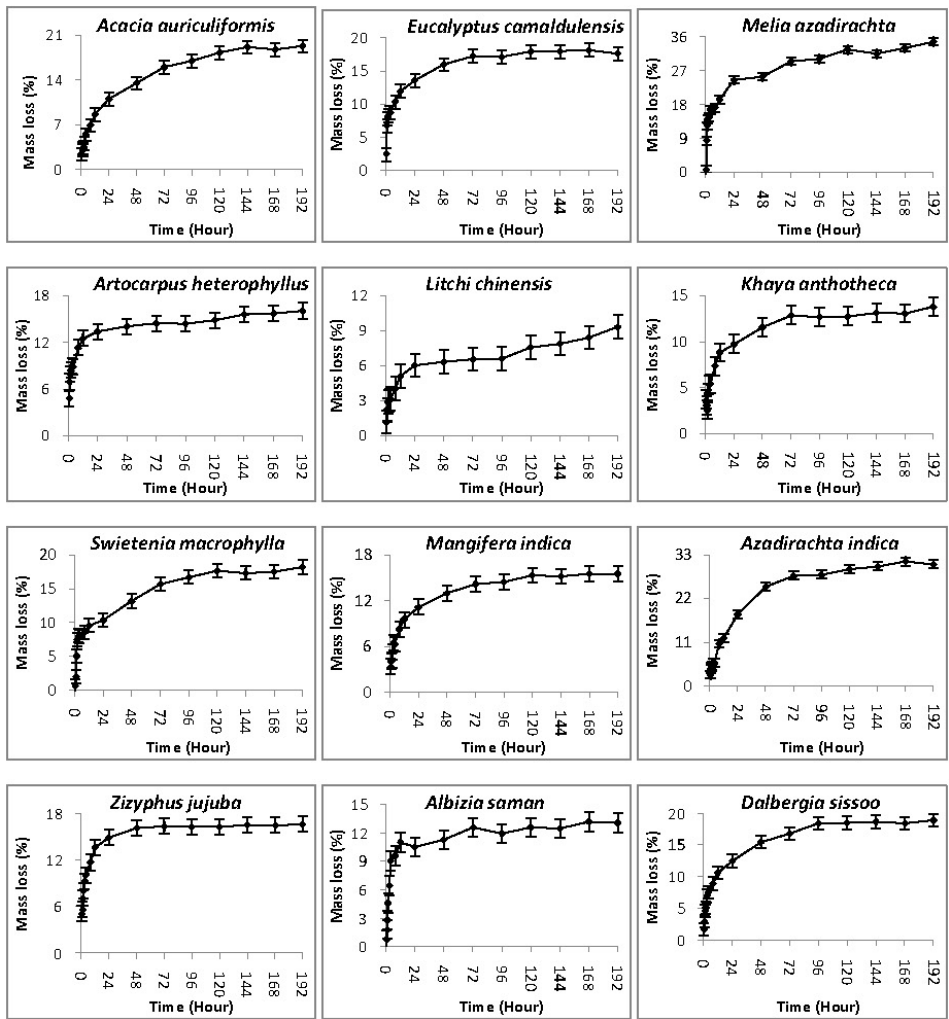 Acacia auriculiformis
Mass loss (%)
21
14
7
0
0 24 48 72 96 120 144 168 192
Time (Hour)
Eucalyptus camaldulensis
Mass loss (%)
20
15
10
5
0
0 24 48 72 96 120 144 168 192
Time (Hour)
Melia azadirachta
Mass loss (%)
36
27
18
9
0
0 24 48 72 96 120 144 168 192
Time (Hour)
Artocarpus heterophyllus
Mass loss (%)
18
12
6
0
0 24 48 72 96 120 144 168 192
Time (Hour)
Litchi chinensis
Mass loss (%)
12
9
6
3
0
0 24 48 72 96 120 144 168 192
Time (Hour)
Khaya anthotheca
Mass loss (%)
15
10
5
0
0 24 48 72 96 120 144 168 192
Time (Hour)
Swietenia macrophylla
Mass loss (%)
20
15
10
5
0
0 24 48 72 96 120 144 168 192
Time (Hour)
Mangifera indica
Mass loss (%)
18
12
6
0
0 24 48 72 96 120 144 168 192
Time (Hour)
Azadirachta indica
Mass loss (%)
33
22
11
0
0 24 48 72 96 120 144 168 192
Time (Hour)
Zizyphus jujuba
Mass loss (%)
18
12
6
0
0 24 48 72 96 120 144 168 192
Time (Hour)
Albizia saman
Mass loss (%)
15
12
9
6
3
0
0 24 48 72 96 120 144 168 192
Time (Hour)
Dalbergia sissoo
Mass loss (%)
20
15
10
5
0
0 24 48 72 96 120 144 168 192
Time (Hour)